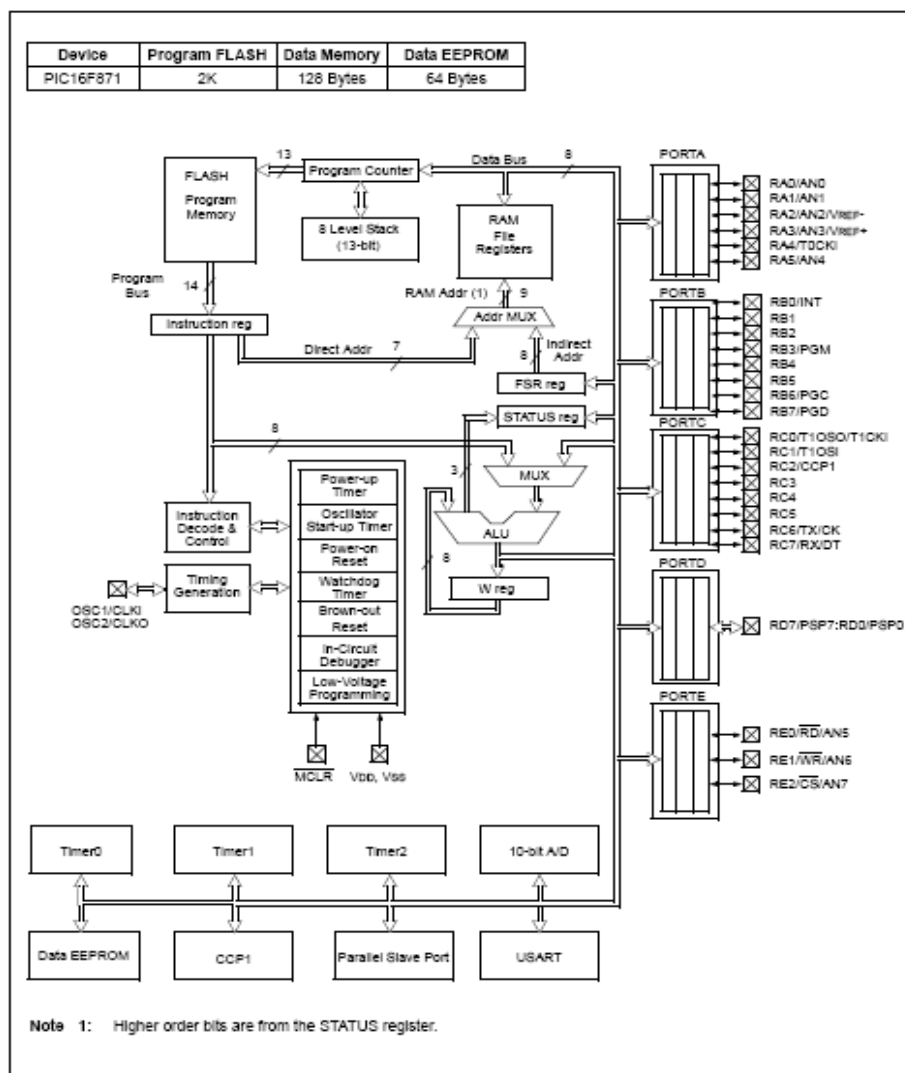 Device Program FLASH Data Memory Data EEPROM
PIC16F871 2K 128 Bytes 64 Bytes
FLASH
Program
Memory
13
Program Counter
8 Level Stack
(13-bit)
Data Bus
8
RAM
File
Registers
Program
Bus
14
Instruction reg
RAM Addr (1)
9
Addr MUX
Direct Addr
7
Indirect
Addr
8
FSR reg
STATUS reg
8
3
MUX
ALU
8
W reg
Instruction
Decode &
Control
Timing
Generation
OSC1/CLKI
OSC2/CLKO
Power-up
Timer
Oscillator
Start-up Timer
Power-on
Reset
Watchdog
Timer
Brown-out
Reset
In-Circuit
Debugger
Low-Voltage
Programming
MCLR
VDD, VSS
PORTA
RA0/AN0
RA1/AN1
RA2/AN2/VREF-
RA3/AN3/VREF+
RA4/T0CKI
RA5/AN4
PORTB
RB0/INT
RB1
RB2
RB3/PGM
RB4
RB5
RB6/PGC
RB7/PGD
PORTC
RC0/T1OSO/T1CKI
RC1/T1OSI
RC2/CCP1
RC3
RC4
RC5
RC6/TX/CK
RC7/RX/DT
PORTD
RD7/PSP7:RD0/PSP0
PORTE
RE0/RD/AN5
RE1/WR/AN6
RE2/CS/AN7
Timer0
Timer1
Timer2
10-bit A/D
Data EEPROM
CCP1
Parallel Slave Port
USART
Note 1: Higher order bits are from the STATUS register.